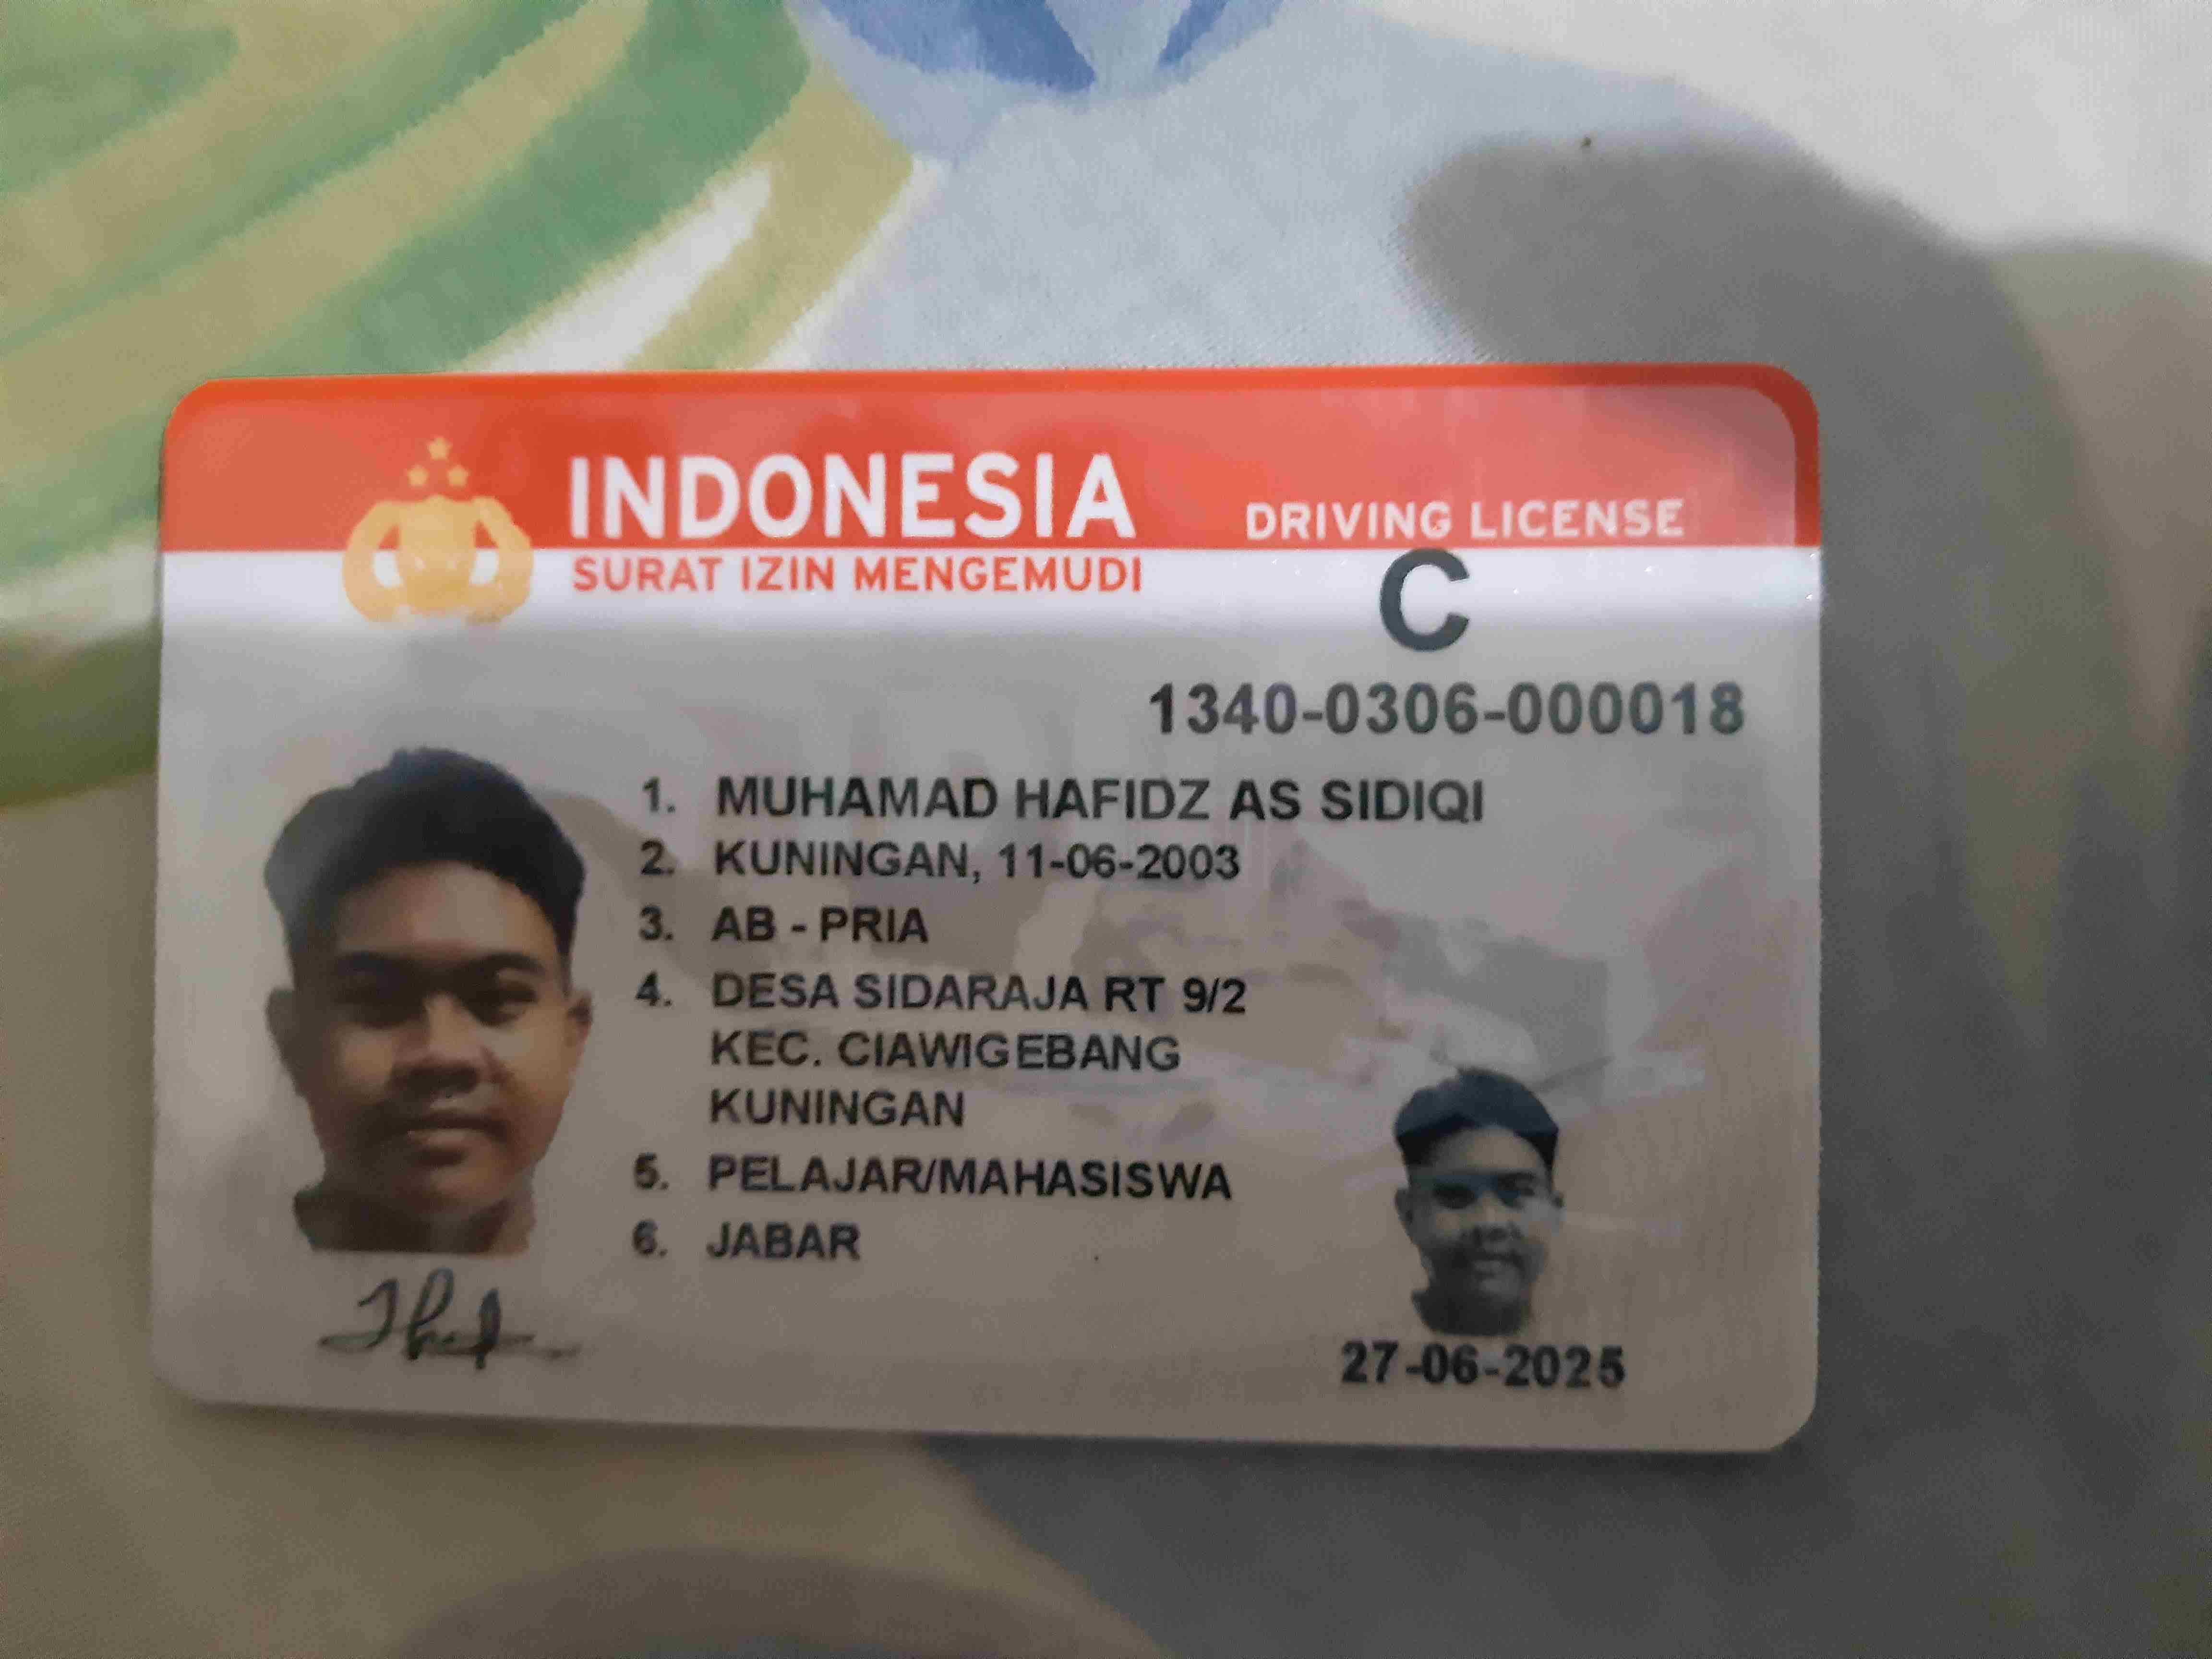 INDONESIA
SURAT IZIN MENGEMUDI
DRIVING LICENSE
C
1340-0306-000018
1. MUHAMAD HAFIDZ AS SIDIQI
2. KUNINGAN, 11-06-2003
3. AB - PRIA
4. DESA SIDARAJA RT 9/2
KEC. CIAWIGEBANG
KUNINGAN
5. PELAJAR/MAHASISWA
6. JABAR
27-06-2025